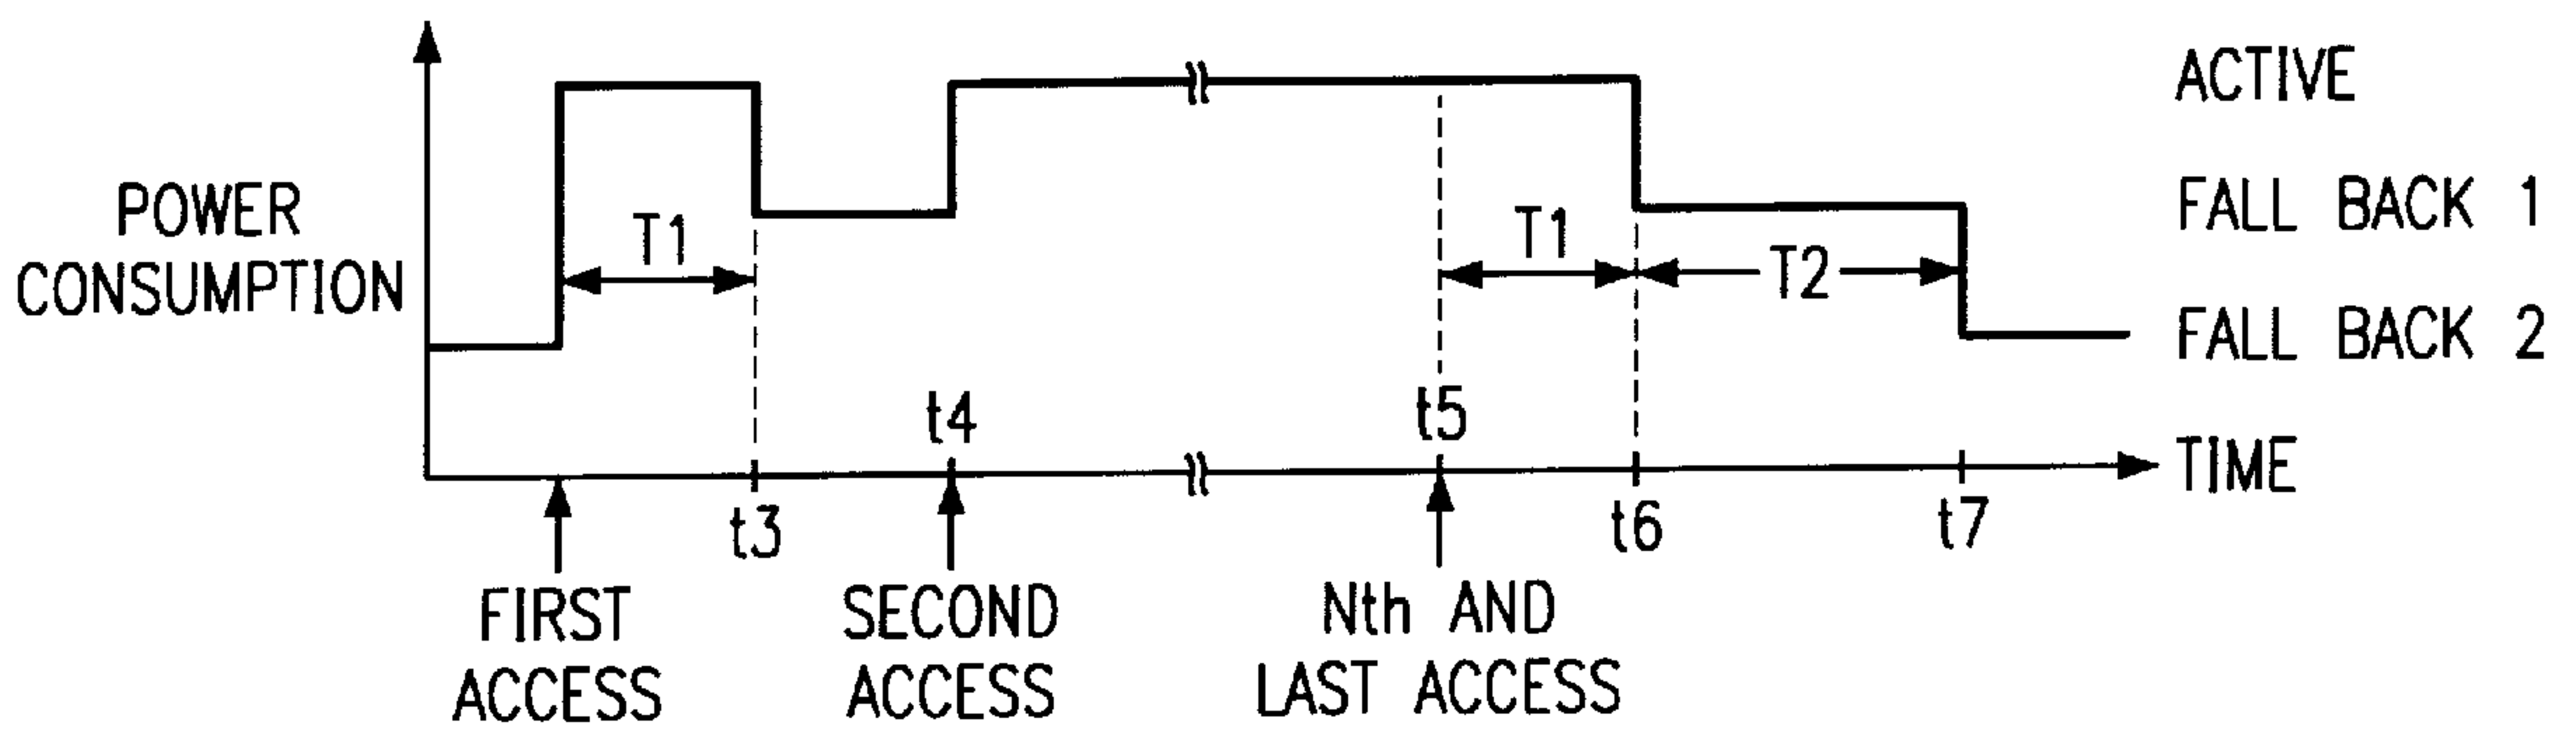 ACTIVE
POWER
CONSUMPTION
FALL BACK 1
T1
T1
T2
FALL BACK 2
t4
t5
TIME
t3
t6
t7
FIRST
ACCESS
SECOND
ACCESS
Nth AND
LAST ACCESS